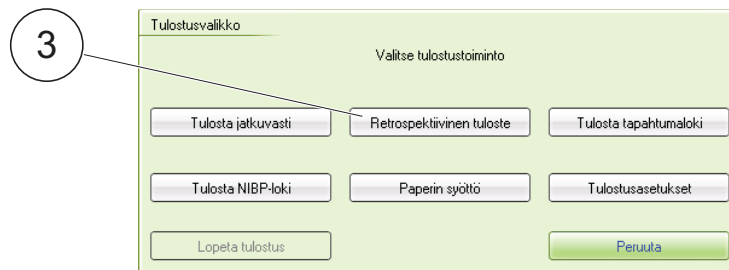 Tulostusvalikko
3
Valitse tulostustoiminto
Tulosta jatkuvasti
Retrospektiivinen tuloste
Tulosta tapahtumaloki
Tulosta NIBP-loki
Paperin syöttö
Tulostusasetukset
Lopeta tulostus
Peruuta